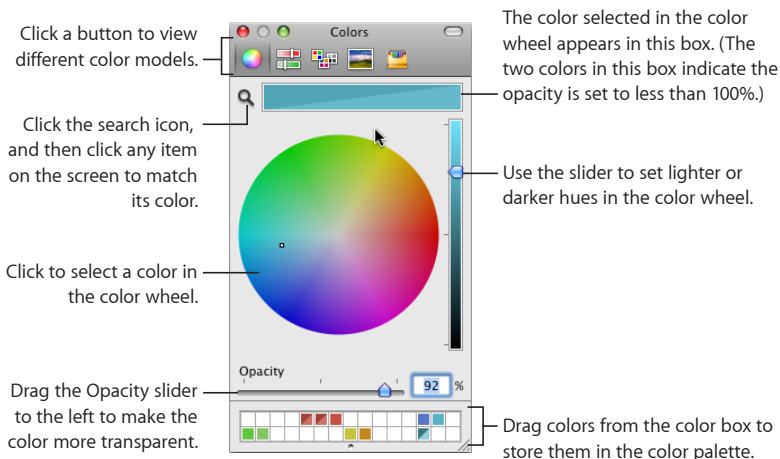 Click a button to view
different color models.
Click the search icon,
and then click any item
on the screen to match
its color.
Click to select a color in
the color wheel.
Drag the Opacity slider
to the left to make the
color more transparent.
Colors
Opacity
92 %
The color selected in the color
wheel appears in this box. (The
two colors in this box indicate the
opacity is set to less than 100%.)
Use the slider to set lighter or
darker hues in the color wheel.
Drag colors from the color box to
store them in the color palette.